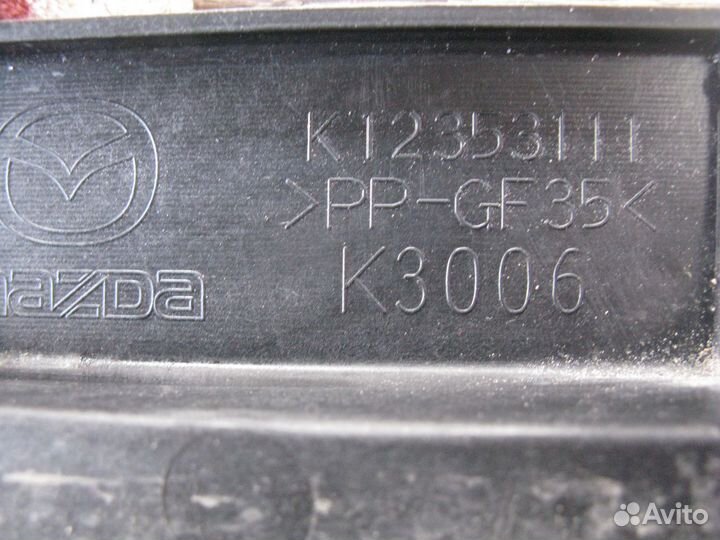 KT2353111
>PP-GF35<
K3006
mazda
Avito